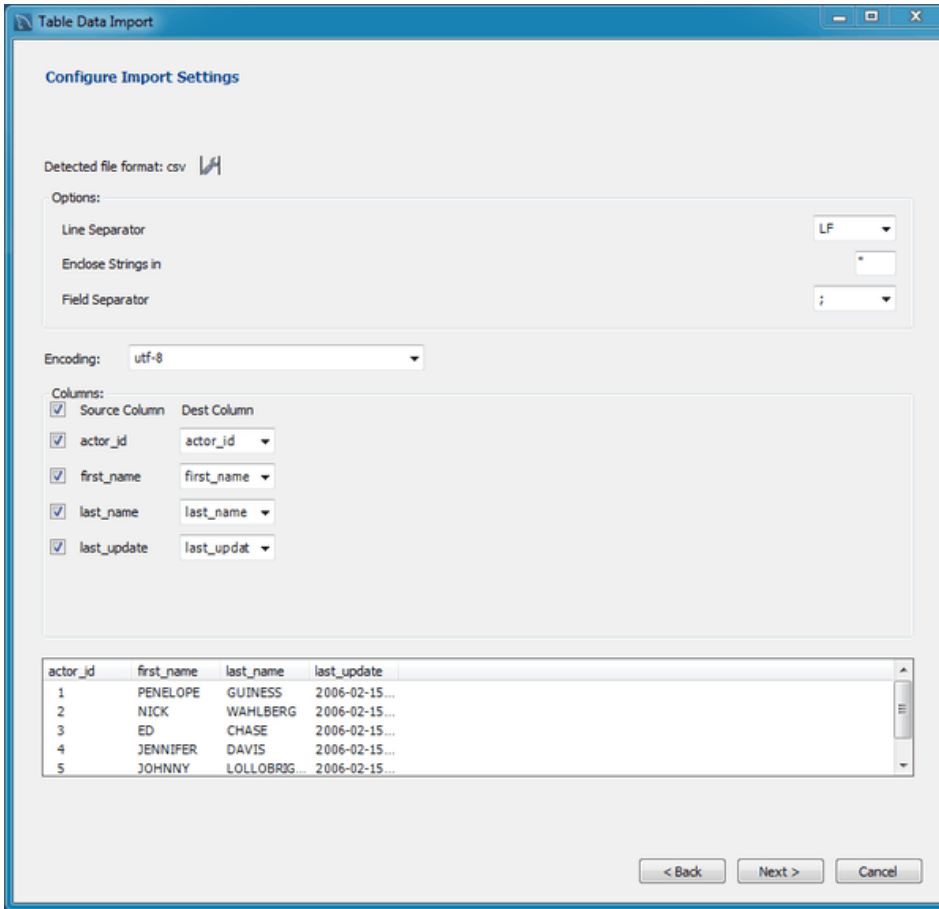 Table Data Import
Configure Import Settings
Detected file format: csv
Options:
Line Separator LF
Enclose Strings in "
Field Separator ;
Encoding: utf-8
Columns:
Source Column Dest Column
actor_id actor_id
first_name first_name
last_name last_name
last_update last_updat
actor_id first_name last_name last_update
1 PENELOPE GUINESS 2006-02-15...
2 NICK WAHLBERG 2006-02-15...
3 ED CHASE 2006-02-15...
4 JENNIFER DAVIS 2006-02-15...
5 JOHNNY LOLLOBRIG... 2006-02-15...
< Back Next > Cancel